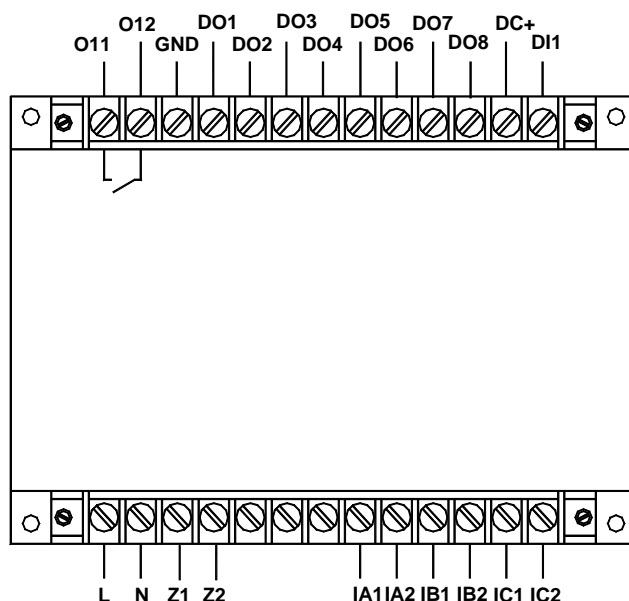 O11 O12 GND DO1 DO2 DO3 DO4 DO5 DO6 DO7 DO8 DC+ DI1
L N Z1 Z2 IA1 IA2 IB1 IB2 IC1 IC2